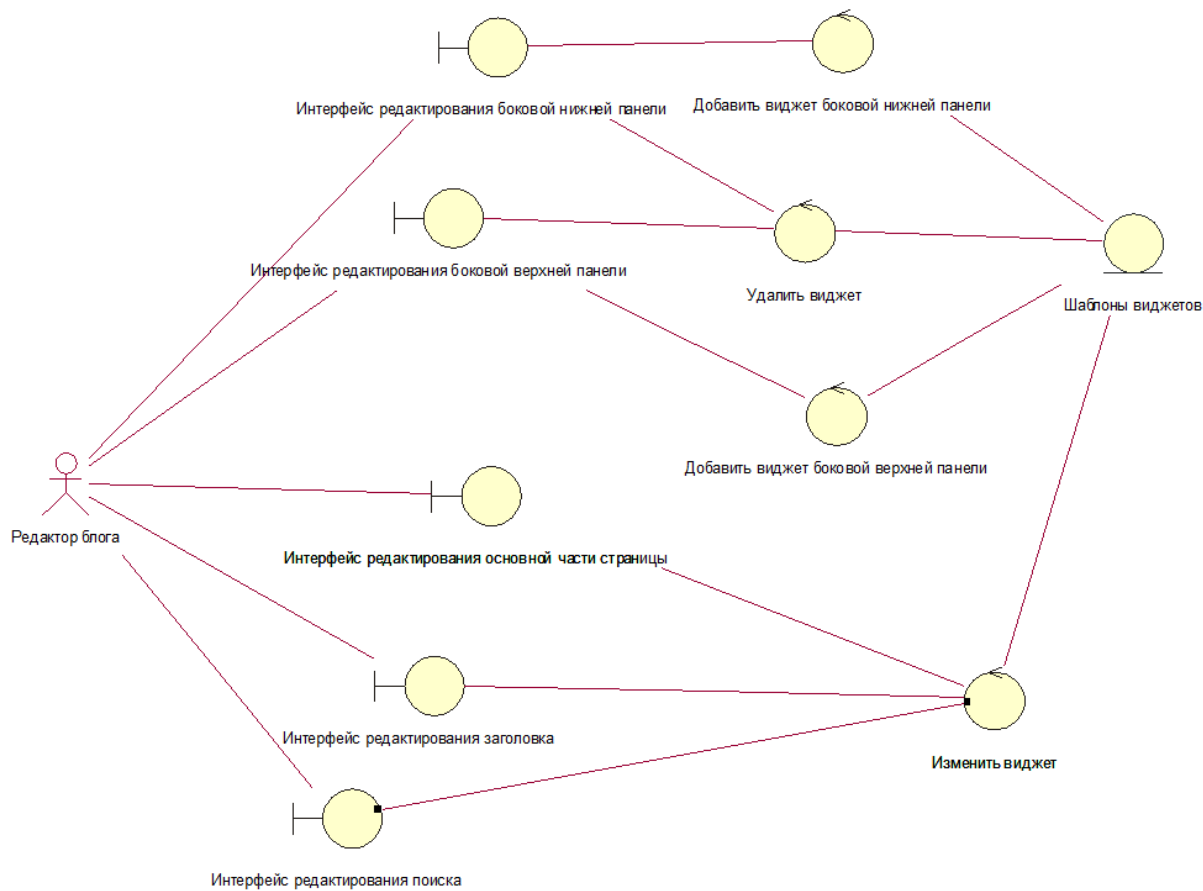 Интерфейс редактирования боковой нижней панели
Добавить виджет боковой нижней панели
Интерфейс редактирования боковой верхней панели
Удалить виджет
Шаблоны виджетов
Добавить виджет боковой верхней панели
Редактор блога
Интерфейс редактирования основной части страницы
Интерфейс редактирования заголовка
Изменить виджет
Интерфейс редактирования поиска